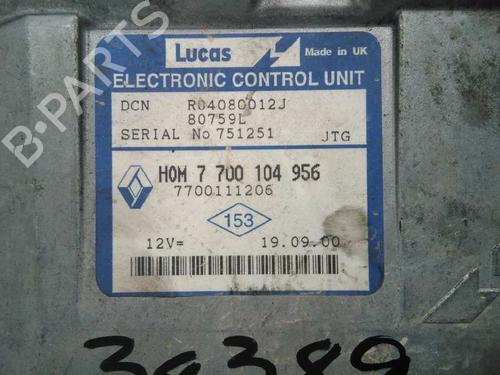 B-PARTS
Lucas
Made in UK
ELECTRONIC CONTROL UNIT
DCN R04080012J
80759L
SERIAL No 751251 JTG
HOM 7 700 104 956
7700111206
153
12V= 19.09.00
30389